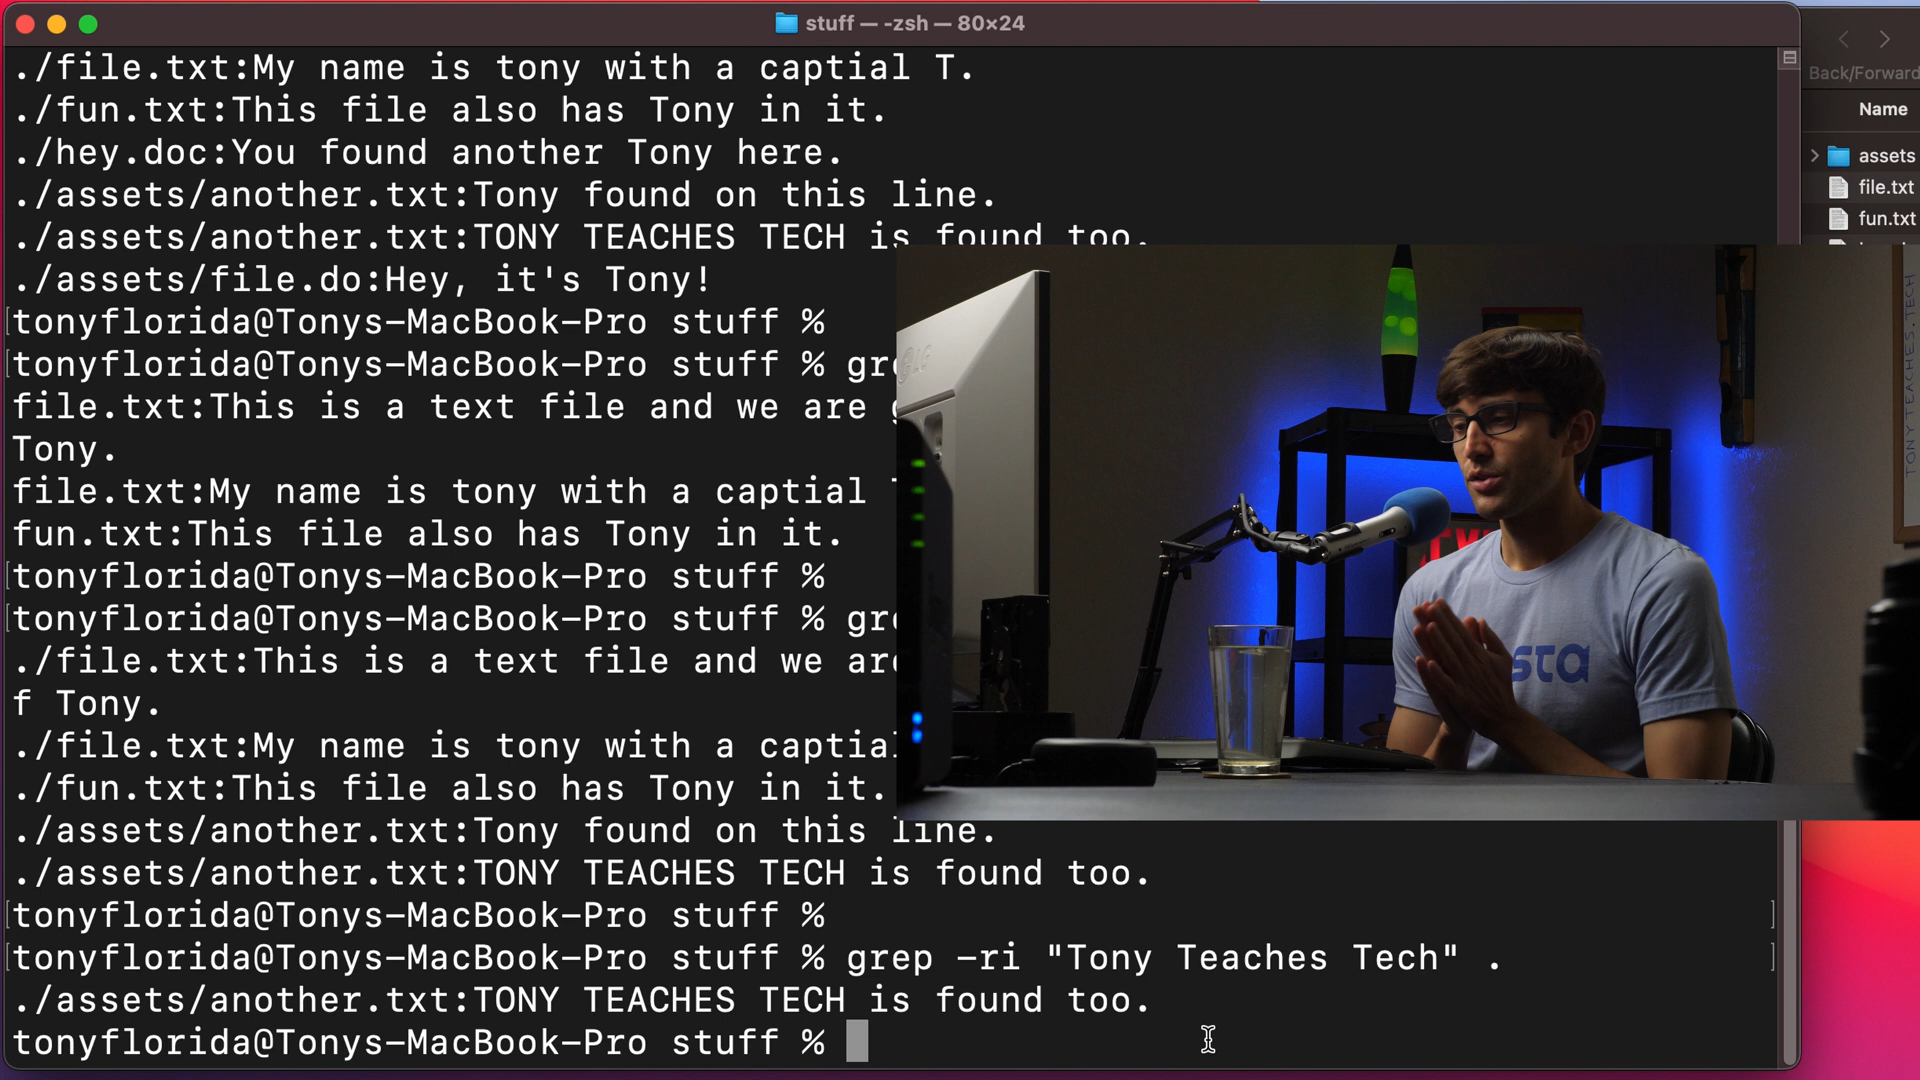 stuff — -zsh — 80×24
./file.txt:My name is tony with a captial T.
./fun.txt:This file also has Tony in it.
./hey.doc:You found another Tony here.
./assets/another.txt:Tony found on this line.
./assets/another.txt:TONY TEACHES TECH is found too.
./assets/file.do:Hey, it's Tony!
tonyflorida@Tonys-MacBook-Pro stuff %
tonyflorida@Tonys-MacBook-Pro stuff % gre
file.txt:This is a text file and we are
Tony.
file.txt:My name is tony with a captial
fun.txt:This file also has Tony in it.
tonyflorida@Tonys-MacBook-Pro stuff %
tonyflorida@Tonys-MacBook-Pro stuff % gre
./file.txt:This is a text file and we are
f Tony.
./file.txt:My name is tony with a captial
./fun.txt:This file also has Tony in it.
./assets/another.txt:Tony found on this line.
./assets/another.txt:TONY TEACHES TECH is found too.
tonyflorida@Tonys-MacBook-Pro stuff %
tonyflorida@Tonys-MacBook-Pro stuff % grep -ri "Tony Teaches Tech" .
./assets/another.txt:TONY TEACHES TECH is found too.
tonyflorida@Tonys-MacBook-Pro stuff %
Back/Forward
Name
assets
file.txt
fun.txt
LG
TONY TEACHES.TECH
sta